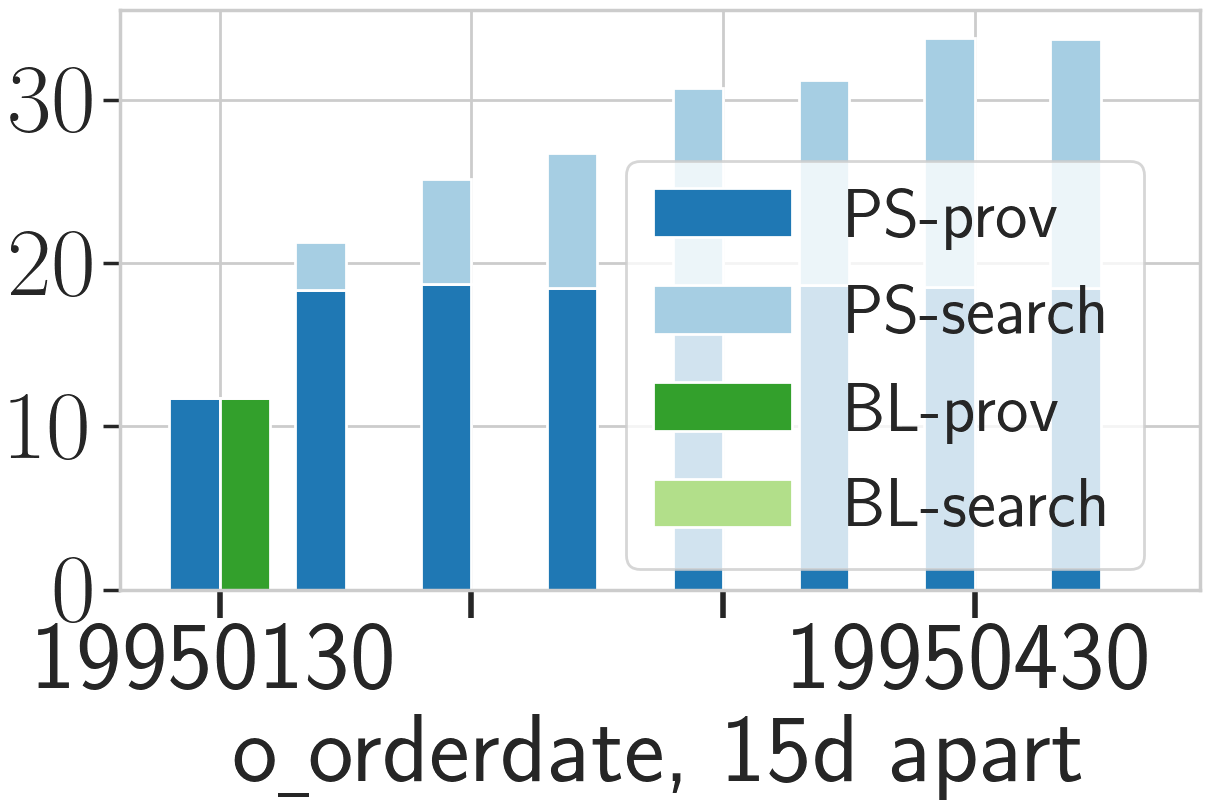 30
20
10
0
PS-prov
PS-search
BL-prov
BL-search
19950130 19950430
o_orderdate, 15d apart